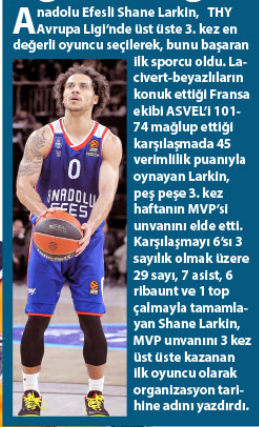 Anadolu Efesli Shane Larkin, THY
Avrupa Ligi'nde üst üste 3. kez en
değerli oyuncu seçilerek, bunu başaran
ilk sporcu oldu. La-
civert-beyazlıların
konuk ettiği Fransa
ekibi ASVEL'İ 101-
74 mağlup ettiği
karşılaşmada 45
verimlilik puanıyla
oynayan Larkin,
peş peşe 3. kez
haftanın MVP'si
unvanını elde etti.
Karşılaşmayı 6'sı 3
sayılık olmak üzere
29 sayı, 7 asist, 6
ribaunt ve 1 top
çalmayla tamamla-
yan Shane Larkin,
MVP unvanını 3 kez
üst üste kazanan
ilk oyuncu olarak
organizasyon tari-
hine adını yazdırdı.
0
ANADOLU
EFES